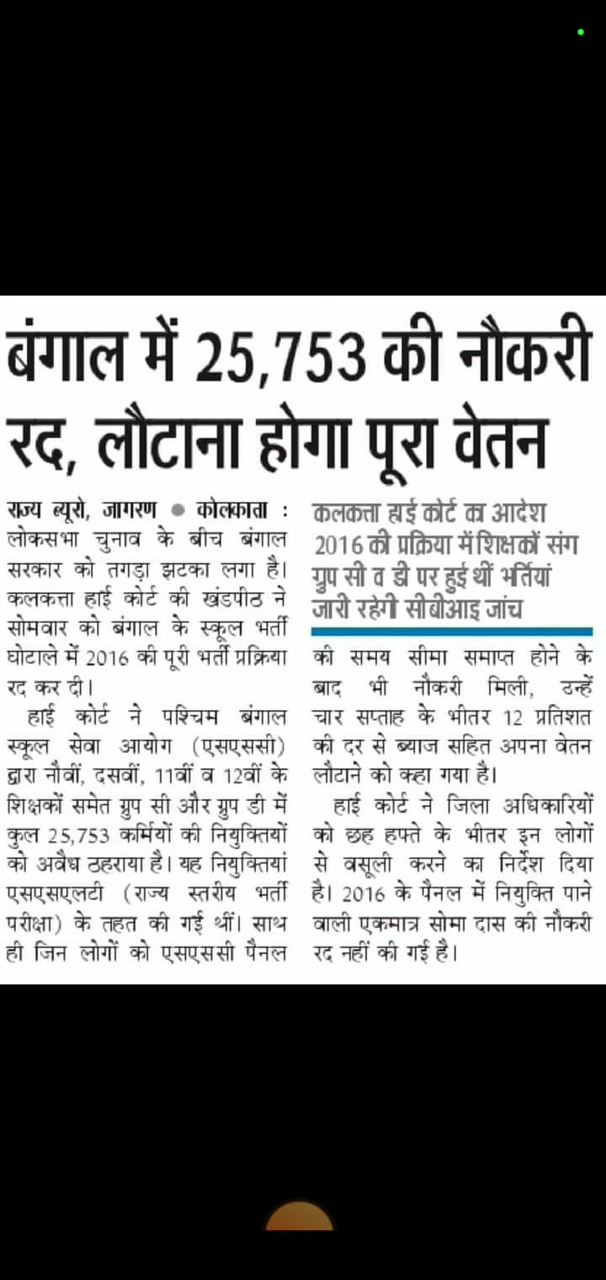 बंगाल में 25,753 की नौकरी
रद, लौटाना होगा पूरा वेतन
राज्य ब्यूरो, जागरण ● कोलकाता :
लोकसभा चुनाव के बीच बंगाल
सरकार को तगड़ा झटका लगा है।
कलकत्ता हाई कोर्ट की खंडपीठ ने
सोमवार को बंगाल के स्कूल भर्ती
घोटाले में 2016 की पूरी भर्ती प्रक्रिया
रद कर दी।
हाई कोर्ट ने पश्चिम बंगाल
स्कूल सेवा आयोग (एसएससी)
द्वारा नौवीं, दसवीं, 11वीं व 12वीं के
शिक्षकों समेत ग्रुप सी और ग्रुप डी में
कुल 25,753 कर्मियों की नियुक्तियों
को अवैध ठहराया है। यह नियुक्तियां
एसएसएलटी (राज्य स्तरीय भर्ती
परीक्षा) के तहत की गई थीं। साथ
ही जिन लोगों को एसएससी पैनल
कलकत्ता हाई कोर्ट का आदेश
2016 की प्रक्रिया में शिक्षकों संग
ग्रुप सी व डी पर हुई थीं भर्तियां
जारी रहेगी सीबीआइ जांच
की समय सीमा समाप्त होने के
बाद भी नौकरी मिली, उन्हें
चार सप्ताह के भीतर 12 प्रतिशत
की दर से ब्याज सहित अपना वेतन
लौटाने को कहा गया है।
हाई कोर्ट ने जिला अधिकारियों
को छह हफ्ते के भीतर इन लोगों
से वसूली करने का निर्देश दिया
है। 2016 के पैनल में नियुक्ति पाने
वाली एकमात्र सोमा दास की नौकरी
रद नहीं की गई है।